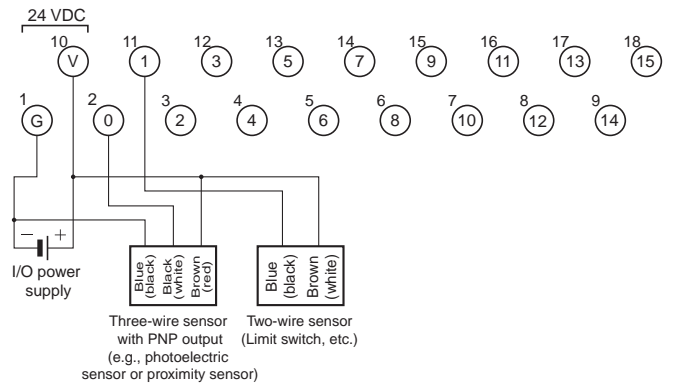 24 VDC
10 11 12 13 14 15 16 17 18
V 1 3 5 7 9 11 13 15
1 2 3 4 5 6 7 8 9
G 0 2 4 6 8 10 12 14
− +
I/O power
supply
Blue
(black)
Black
(white)
Brown
(red)
Blue
(black)
Brown
(white)
Three-wire sensor
with PNP output
(e.g., photoelectric
sensor or proximity sensor)
Two-wire sensor
(Limit switch, etc.)